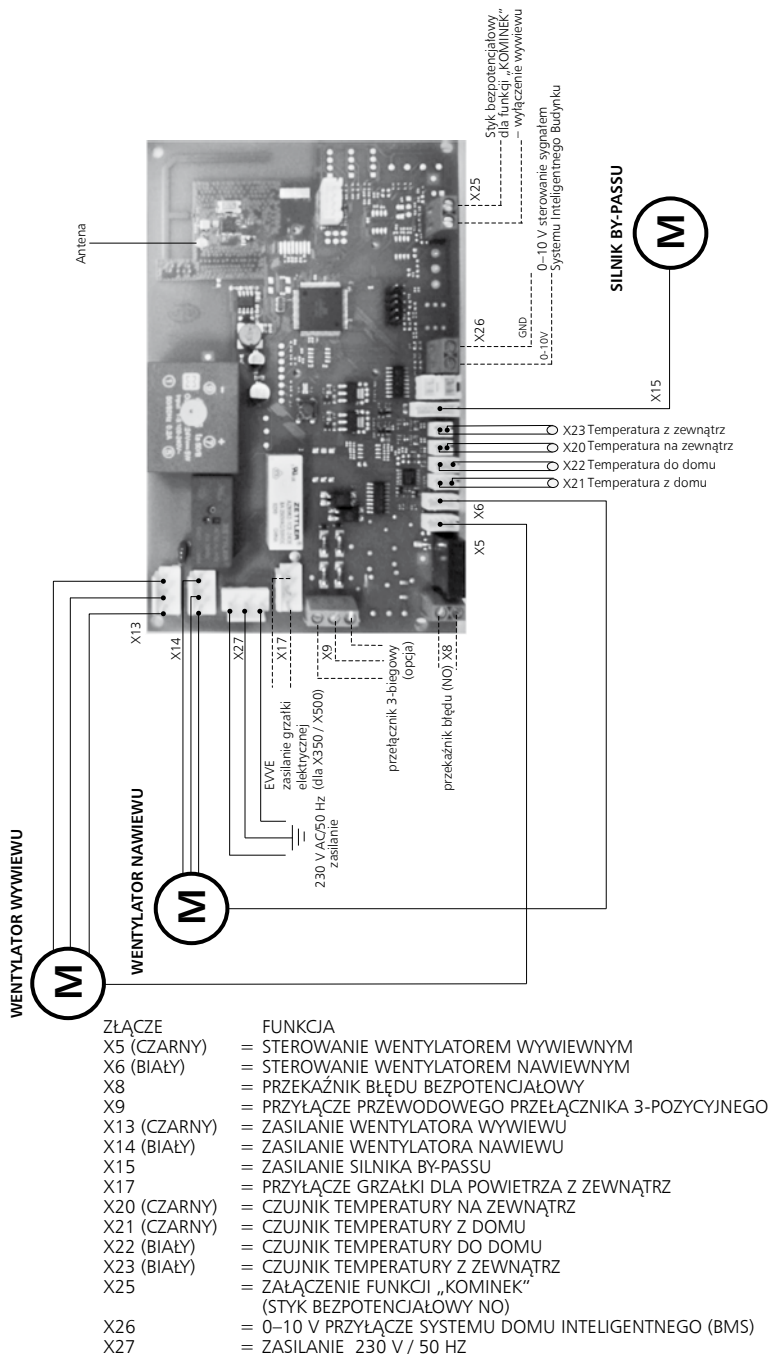 Antena
Styk bezpotencjałowy
dla funkcji „KOMINEK”
– wyłączenie wywiewu
X25
0–10 V sterowanie sygnałem
Systemu Inteligentnego Budynku
X26
GND
0-10V
SILNIK BY-PASSU
M
X15
X23 Temperatura z zewnątrz
X20 Temperatura na zewnątrz
X22 Temperatura do domu
X21 Temperatura z domu
X6
X5
X13
X14
X27
X17
X9
X8
ZETTLER
EVVE
zasilanie grzałki
elektrycznej
(dla X350 / X500)
230 V AC/50 Hz
zasilanie
przełącznik 3-biegowy
(opcja)
przekaźnik błędu (NO)
WENTYLATOR WYWIEWU
M
WENTYLATOR NAWIEWU
M
ZŁĄCZE FUNKCJA
X5 (CZARNY) = STEROWANIE WENTYLATOREM WYWIEWNYM
X6 (BIAŁY) = STEROWANIE WENTYLATOREM NAWIEWNYM
X8 = PRZEKAŹNIK BŁĘDU BEZPOTENCJAŁOWY
X9 = PRZYŁĄCZE PRZEWODOWEGO PRZEŁĄCZNIKA 3-POZYCYJNEGO
X13 (CZARNY) = ZASILANIE WENTYLATORA WYWIEWU
X14 (BIAŁY) = ZASILANIE WENTYLATORA NAWIEWU
X15 = ZASILANIE SILNIKA BY-PASSU
X17 = PRZYŁĄCZE GRZAŁKI DLA POWIETRZA Z ZEWNĄTRZ
X20 (CZARNY) = CZUJNIK TEMPERATURY NA ZEWNĄTRZ
X21 (CZARNY) = CZUJNIK TEMPERATURY Z DOMU
X22 (BIAŁY) = CZUJNIK TEMPERATURY DO DOMU
X23 (BIAŁY) = CZUJNIK TEMPERATURY Z ZEWNĄTRZ
X25 = ZAŁĄCZENIE FUNKCJI „KOMINEK”
(STYK BEZPOTENCJAŁOWY NO)
X26 = 0–10 V PRZYŁĄCZE SYSTEMU DOMU INTELIGENTNEGO (BMS)
X27 = ZASILANIE 230 V / 50 HZ